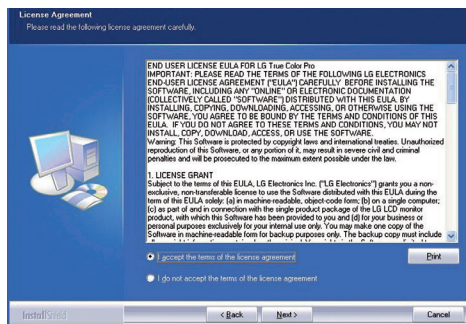 License Agreement
Please read the following license agreement carefully.
END USER LICENSE EULA FOR LG True Color Pro
IMPORTANT: PLEASE READ THE TERMS OF THE FOLLOWING LG ELECTRONICS
END-USER LICENSE AGREEMENT ("EULA") CAREFULLY BEFORE INSTALLING THE
SOFTWARE, INCLUDING ANY "ONLINE" OR ELECTRONIC DOCUMENTATION
(COLLECTIVELY CALLED "SOFTWARE") DISTRIBUTED WITH THIS EULA. BY
INSTALLING, COPYING, DOWNLOADING, ACCESSING, OR OTHERWISE USING THE
SOFTWARE, YOU AGREE TO BE BOUND BY THE TERMS AND CONDITIONS OF THIS
EULA. IF YOU DO NOT AGREE TO THESE TERMS AND CONDITIONS, YOU MAY NOT
INSTALL, COPY, DOWNLOAD, ACCESS, OR USE THE SOFTWARE.
Warning: This Software is protected by copyright laws and international treaties. Unauthorized
reproduction of this Software, or any portion of it, may result in severe civil and criminal
penalties and will be prosecuted to the maximum extent possible under the law.
1. LICENSE GRANT
Subject to the terms of this EULA, LG Electronics Inc. ("LG Electronics") grants you a non-
exclusive, non-transferable license to use the Software distributed with this EULA during the
term of this EULA solely: (a) in machine-readable, object-code form; (b) on a single computer;
(c) as part of and in connection with the single product package of the LG LCD monitor
product, with which this Software has been provided to you and (d) for your business or
personal purposes exclusively for your internal use only. You may make one copy of the
Software in machine-readable form for backup purposes only. The backup copy must include
I accept the terms of the license agreement
Print
I do not accept the terms of the license agreement
InstallShield
< Back
Next >
Cancel